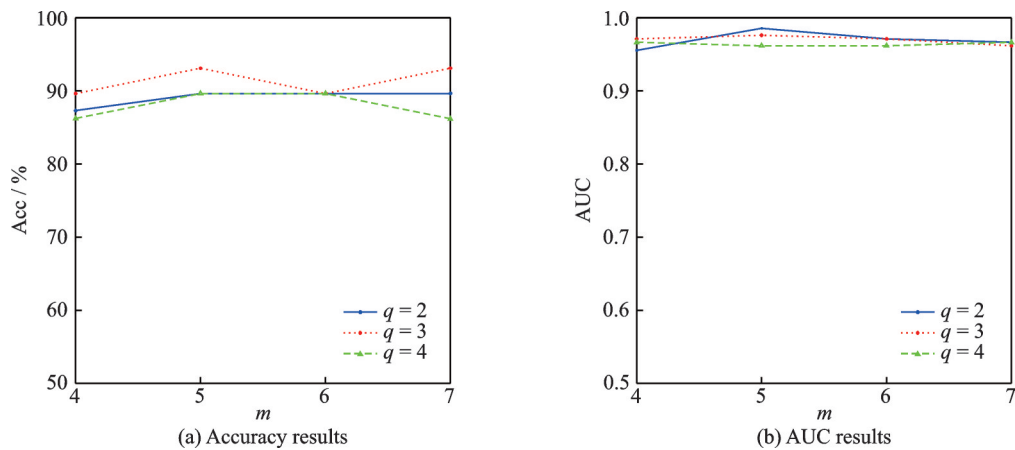 100
90
80
70
60
50
Acc / %
4
5
6
7
m
q = 2
q = 3
q = 4
(a) Accuracy results
1.0
0.9
0.8
0.7
0.6
0.5
AUC
4
5
6
7
m
q = 2
q = 3
q = 4
(b) AUC results